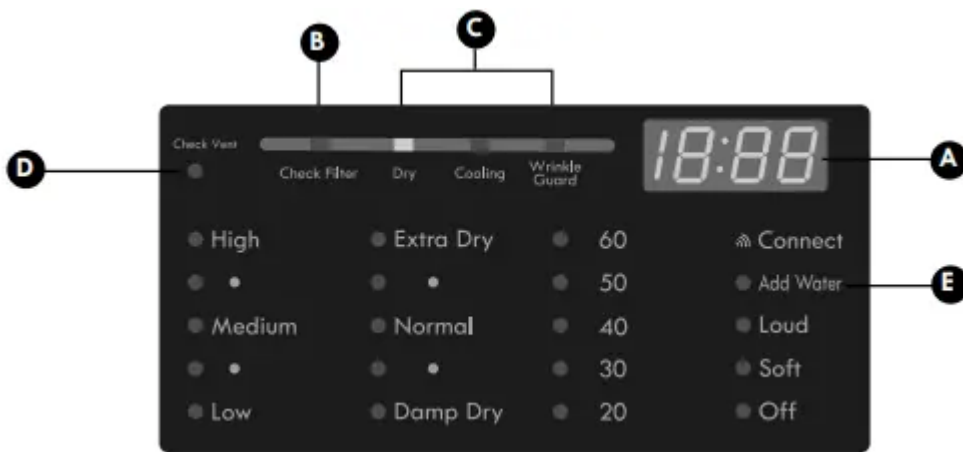 B
C
Check Vent
18:88
D
A
Check Filter
Dry
Cooling
Wrinkle
Guard
High
Extra Dry
60
Connect
50
Add Water
E
Medium
Normal
40
Loud
30
Soft
Low
Damp Dry
20
Off